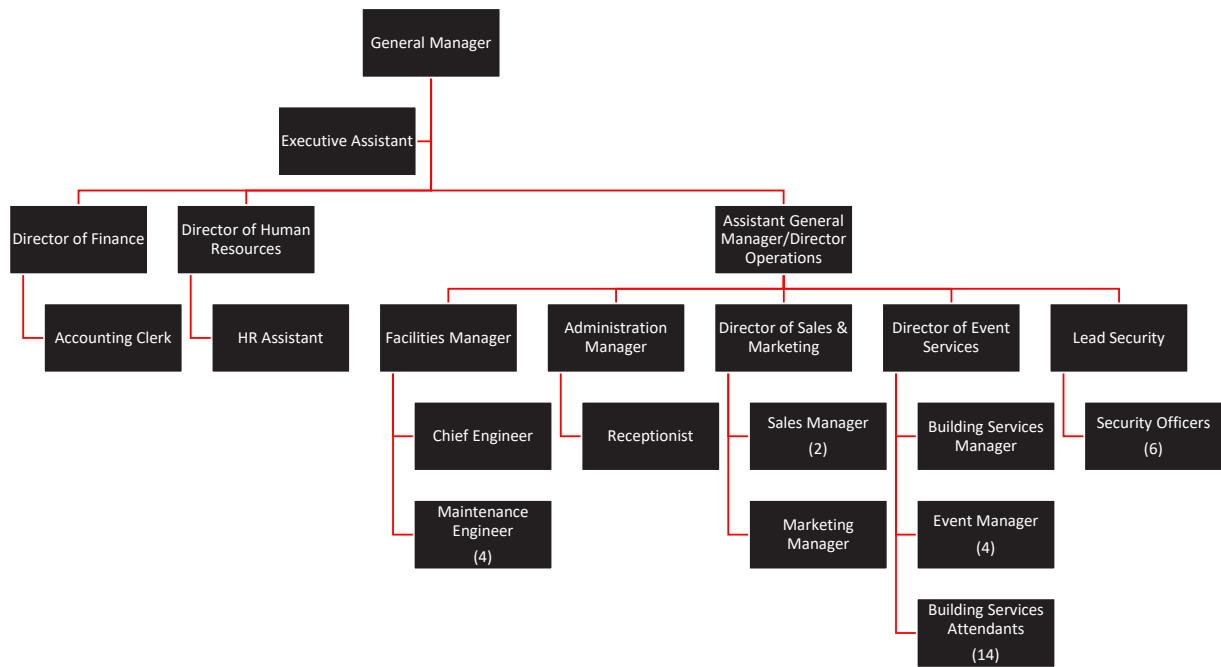 General Manager
Executive Assistant
Director of Finance
Director of Human
Resources
Assistant General
Manager/Director
Operations
Accounting Clerk
HR Assistant
Facilities Manager
Administration
Manager
Director of Sales &
Marketing
Director of Event
Services
Lead Security
Chief Engineer
Receptionist
Sales Manager
(2)
Building Services
Manager
Security Officers
(6)
Maintenance
Engineer
(4)
Marketing
Manager
Event Manager
(4)
Building Services
Attendants
(14)